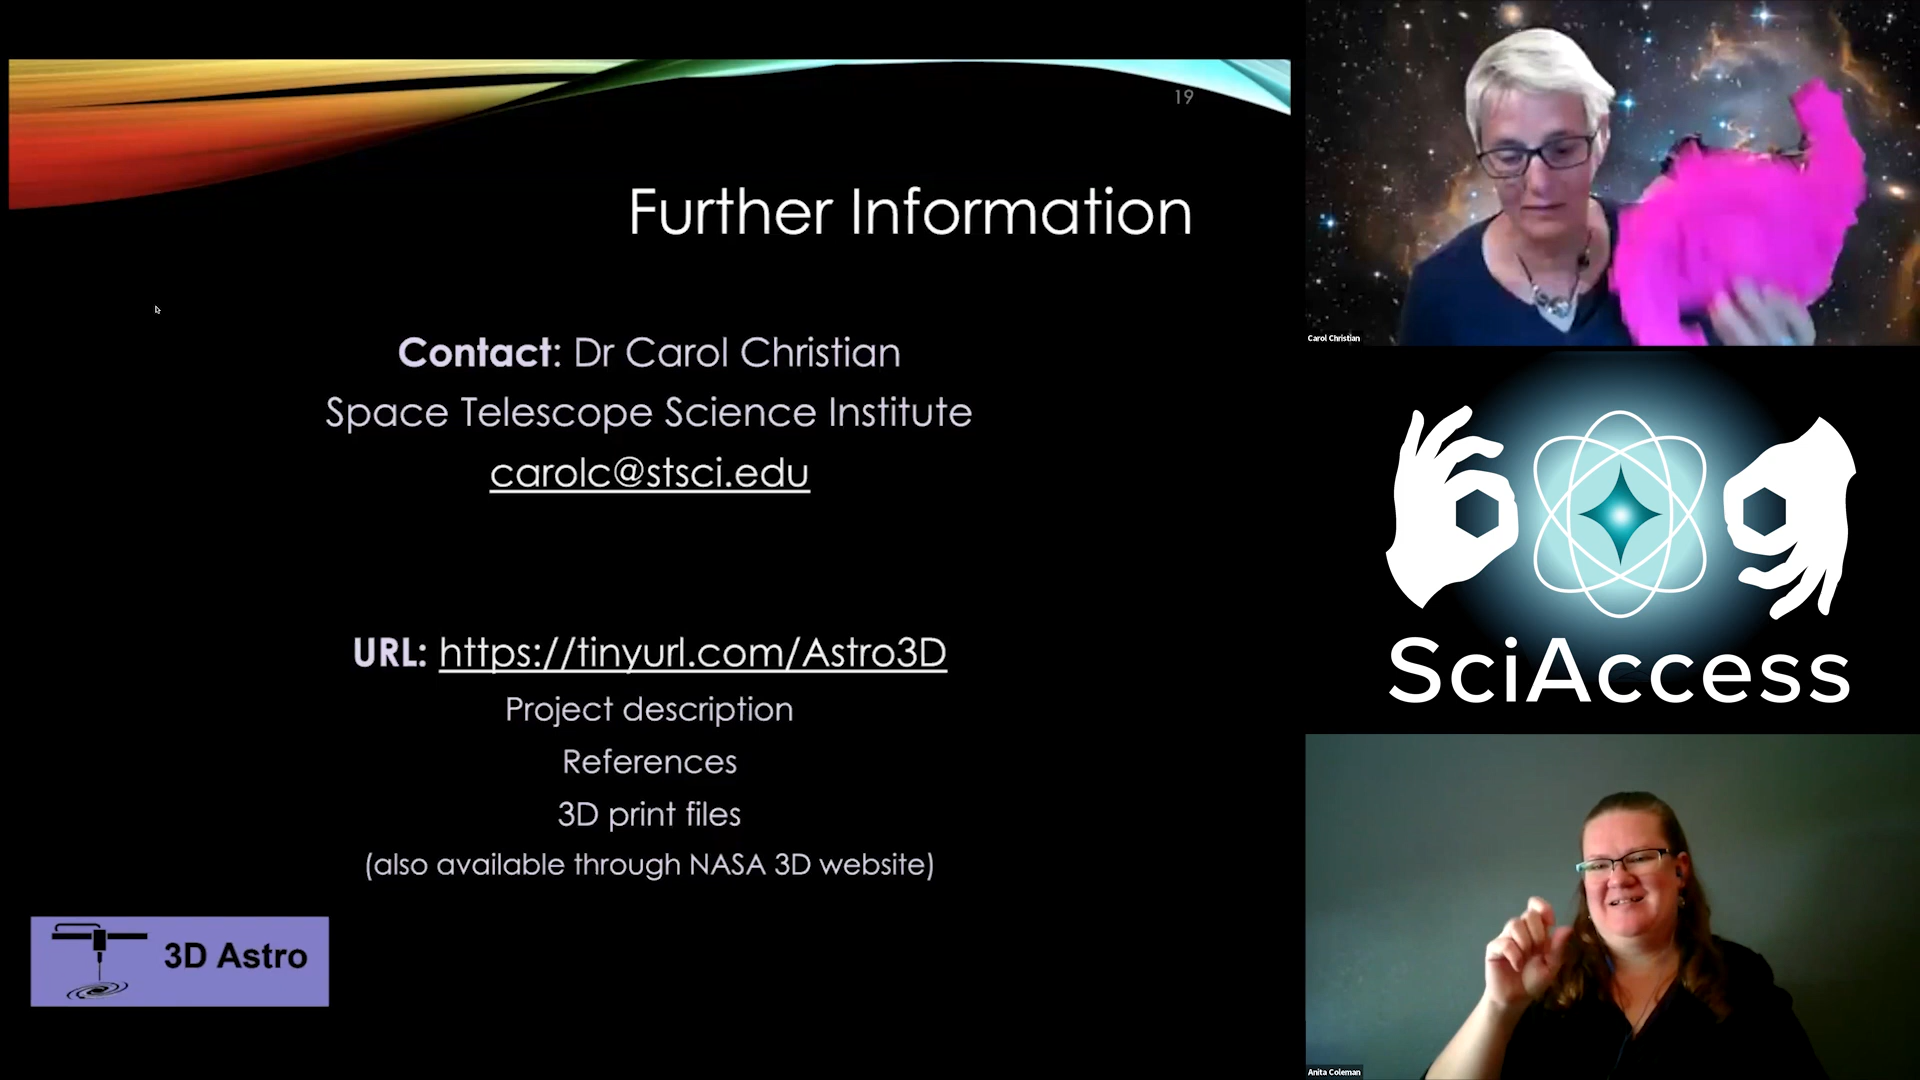 19
Further Information
Contact: Dr Carol Christian
Space Telescope Science Institute
carolc@stsci.edu
URL: https://tinyurl.com/Astro3D
Project description
References
3D print files
(also available through NASA 3D website)
3D Astro
Carol Christian
SciAccess
Anita Coleman